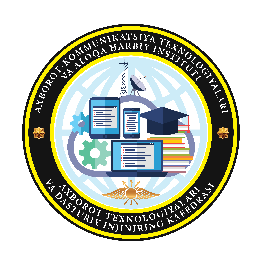 AXBOROT KOMMUNIKATSIYA TEXNOLOGIYALARI
VA ALOQA HARBIY INSTITUTI
AXBOROT TEXNOLOGIYALARI
VA DASTURIY INJINIRING KAFEDRASI